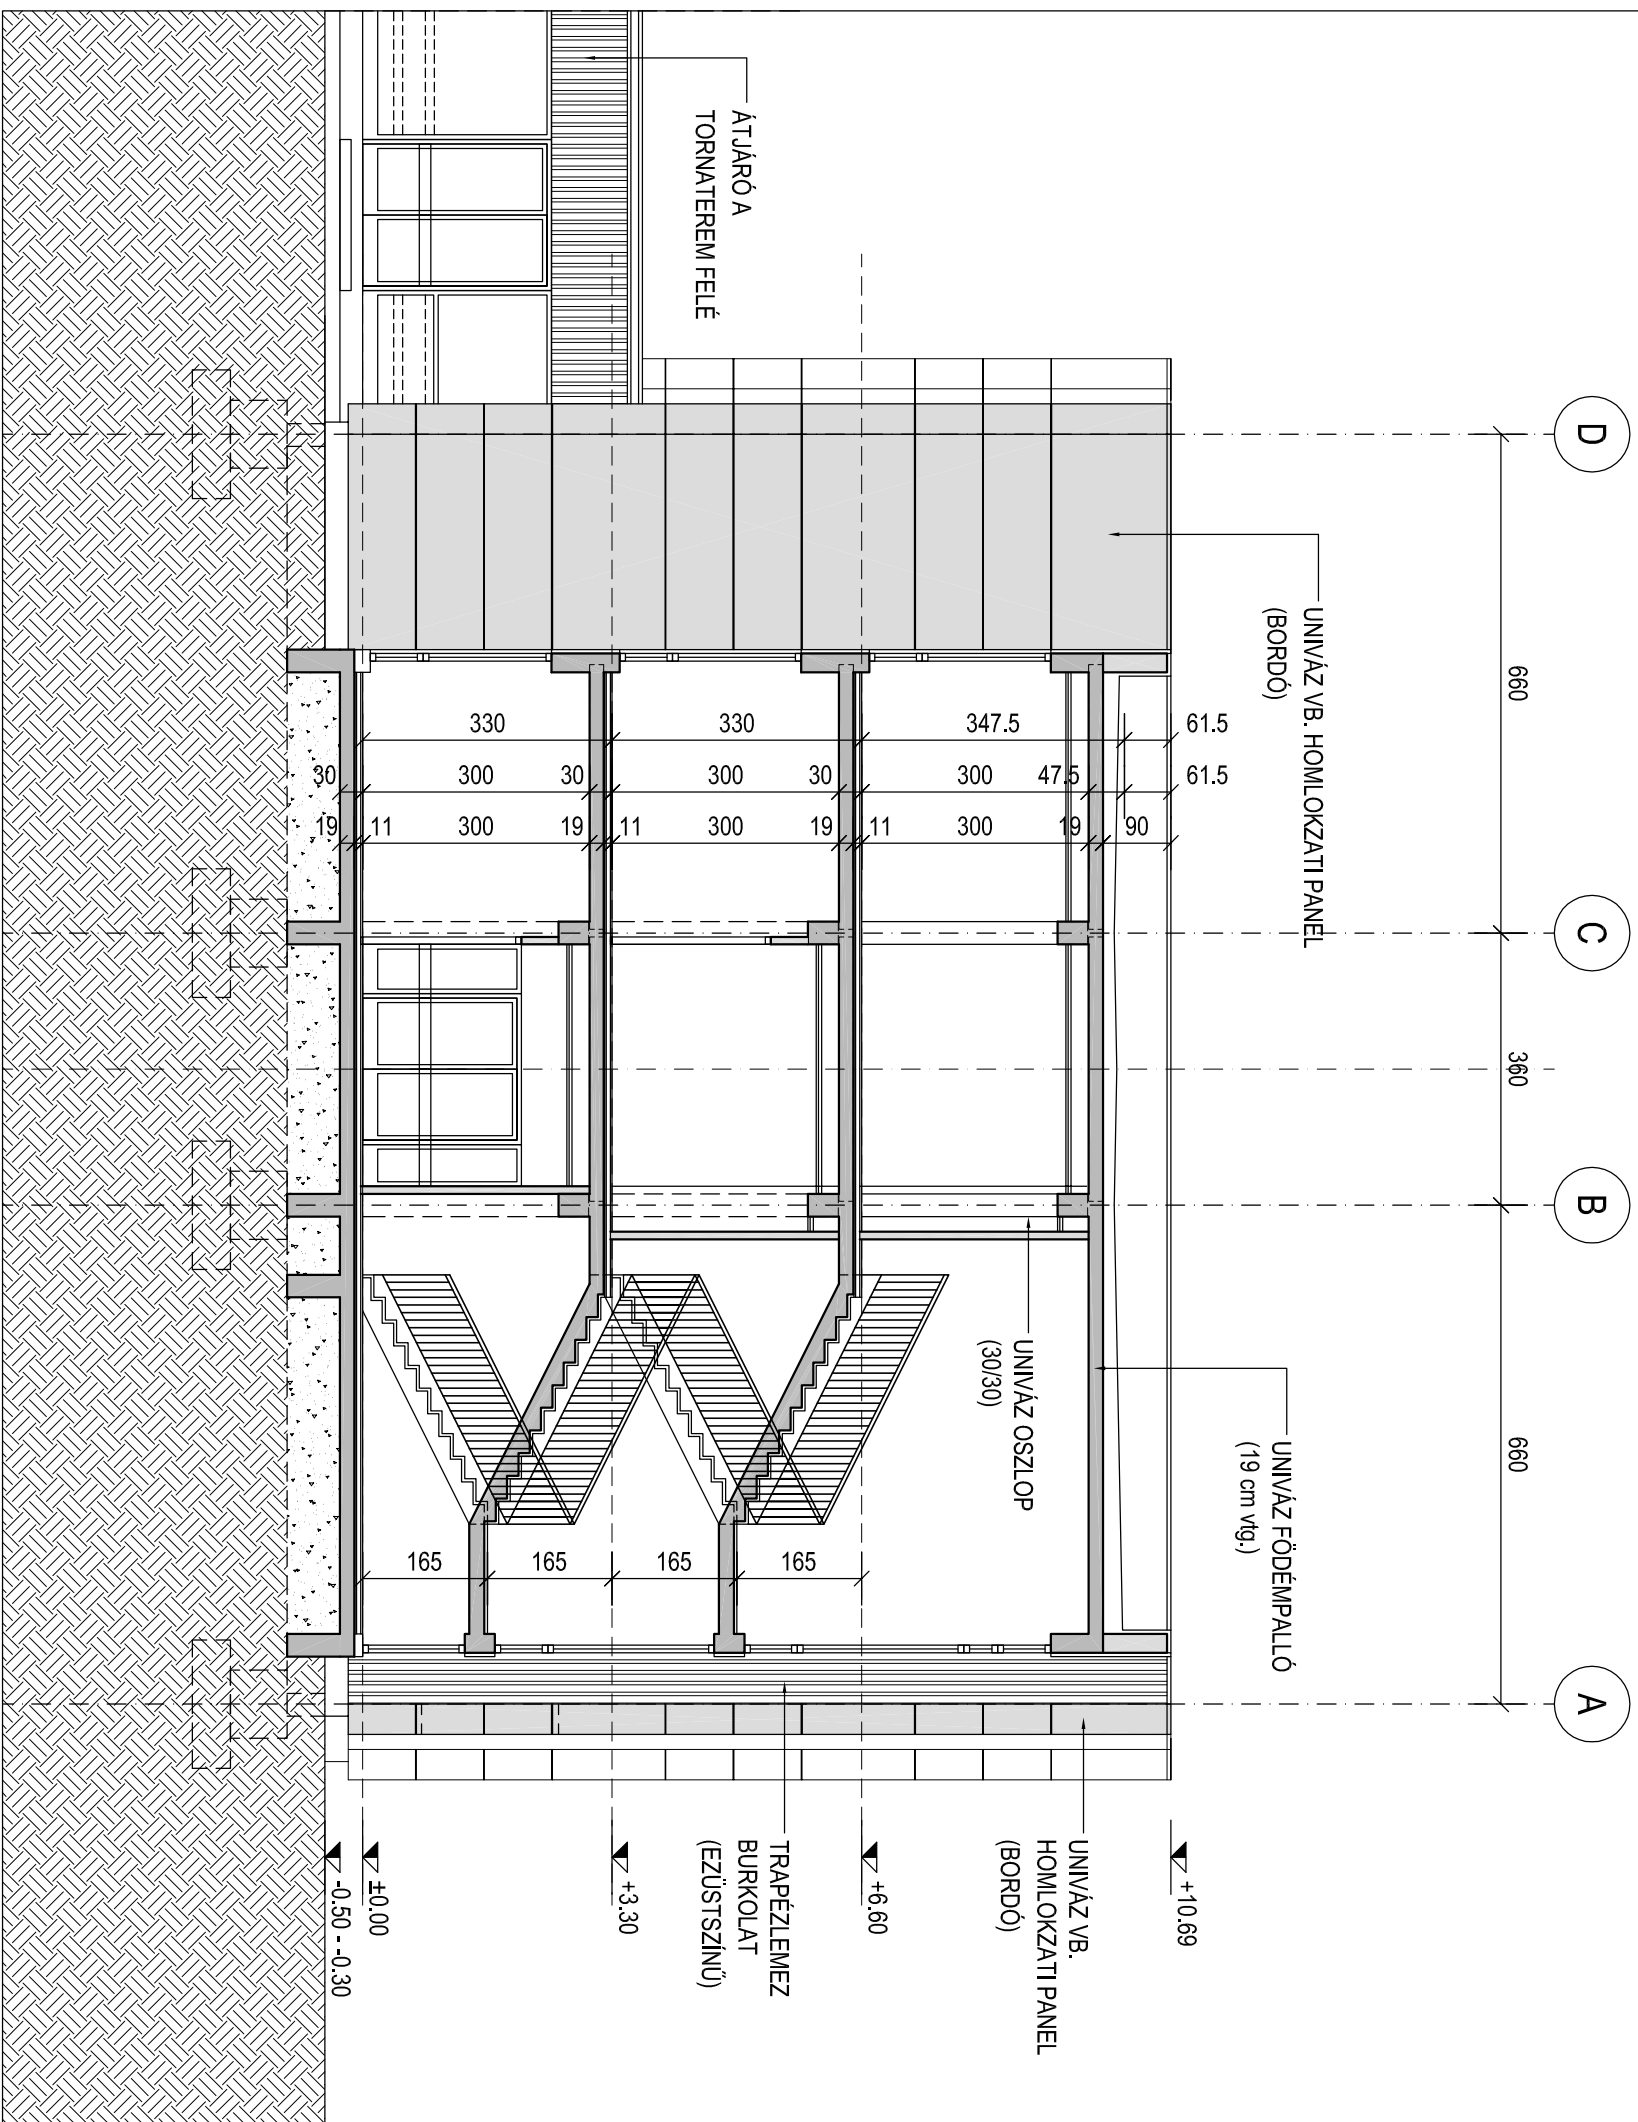 D
C
B
A
660
360
660
UNIVÁZ VB. HOMLOKZATI PANEL
(BORDÓ)
UNIVÁZ FÖDÉMPALLÓ
(19 cm vtg.)
ÁTJÁRÓ A
TORNATEREM FELÉ
UNIVÁZ OSZLOP
(30/30)
UNIVÁZ VB.
HOMLOKZATI PANEL
(BORDÓ)
TRAPÉZLEMEZ
BURKOLAT
(EZÜSTSZÍNŰ)
+10.69
+6.60
+3.30
±0.00
-0.50 - -0.30
330 330 347.5 61.5
30 300 30 300 30 300 47.5 61.5
19 11 300 19 11 300 19 11 300 19 90
165 165 165 165